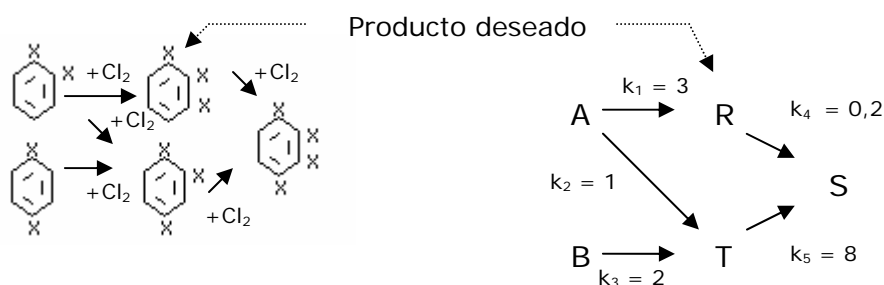 Producto deseado
X
X +Cl₂
X
X
X
+Cl₂
+Cl₂
X
X
+Cl₂
X
X
X
+Cl₂
X
X
X
X
X
A
k₁ = 3
R
k₄ = 0,2
k₂ = 1
S
B
k₃ = 2
T
k₅ = 8